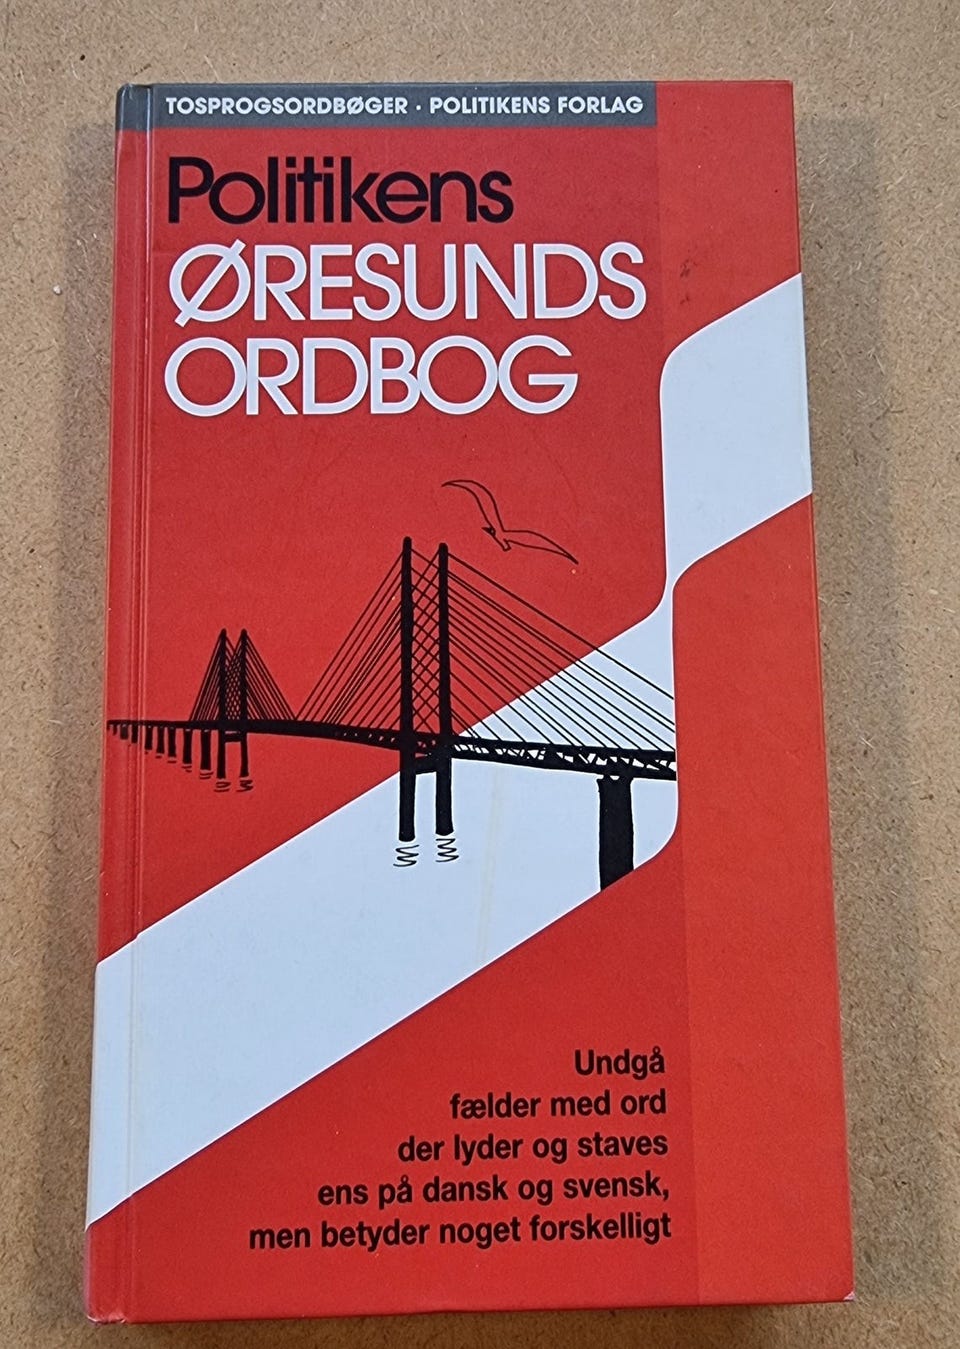 TOSPROGSORDBØGER · POLITIKENS FORLAG
Politikens
ØRESUNDS
ORDBOG
Undgå
fælder med ord
der lyder og staves
ens på dansk og svensk,
men betyder noget forskelligt